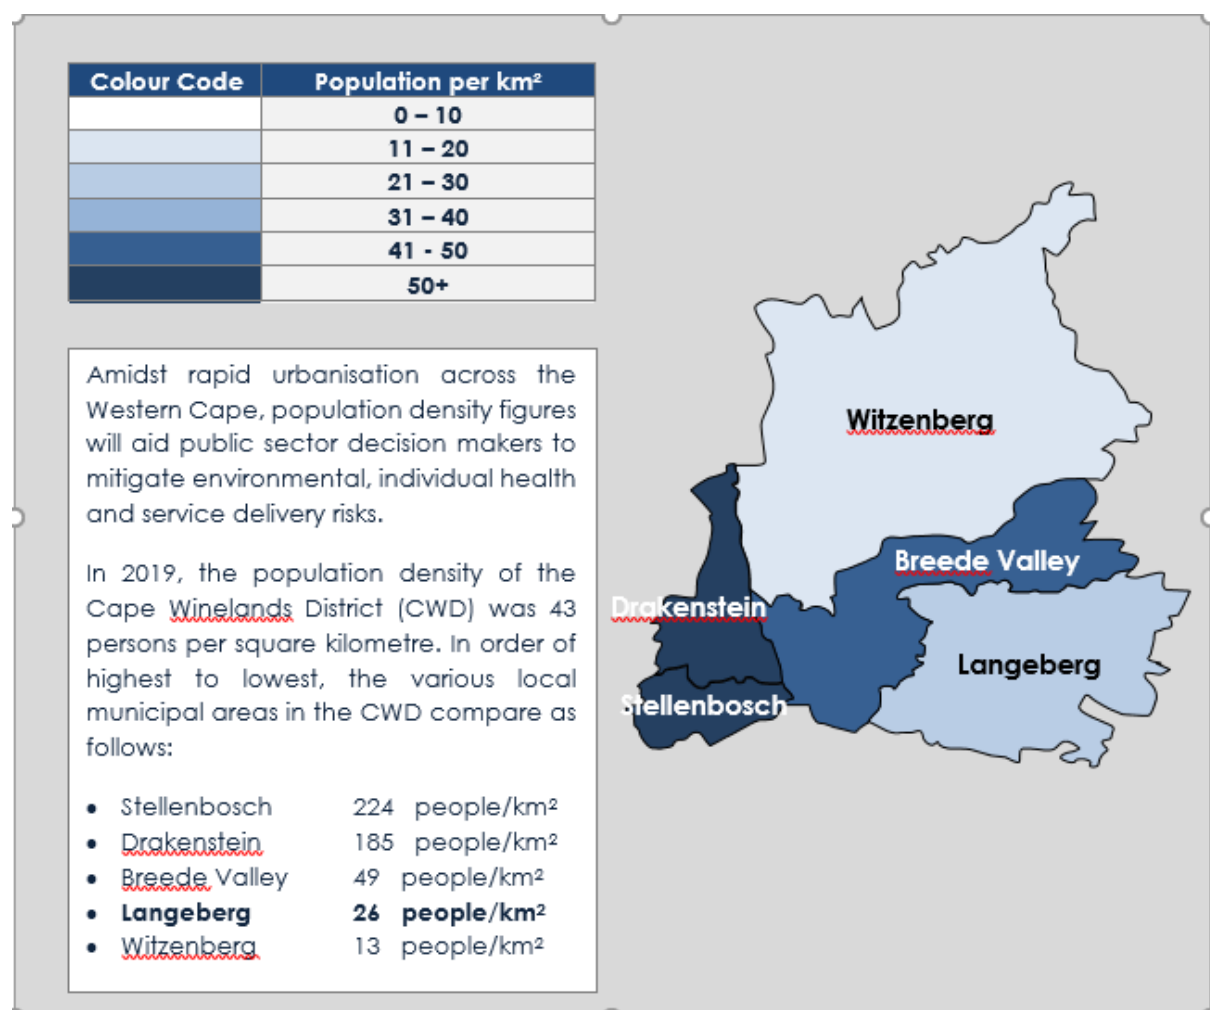 Colour Code Population per km²
0 – 10
11 – 20
21 – 30
31 – 40
41 - 50
50+
Amidst rapid urbanisation across the
Western Cape, population density figures
will aid public sector decision makers to
mitigate environmental, individual health
and service delivery risks.
In 2019, the population density of the
Cape Winelands District (CWD) was 43
persons per square kilometre. In order of
highest to lowest, the various local
municipal areas in the CWD compare as
follows:
• Stellenbosch 224 people/km²
• Drakenstein 185 people/km²
• Breede Valley 49 people/km²
• Langeberg 26 people/km²
• Witzenberg 13 people/km²
Witzenberg
Breede Valley
Drakenstein
Langeberg
Stellenbosch